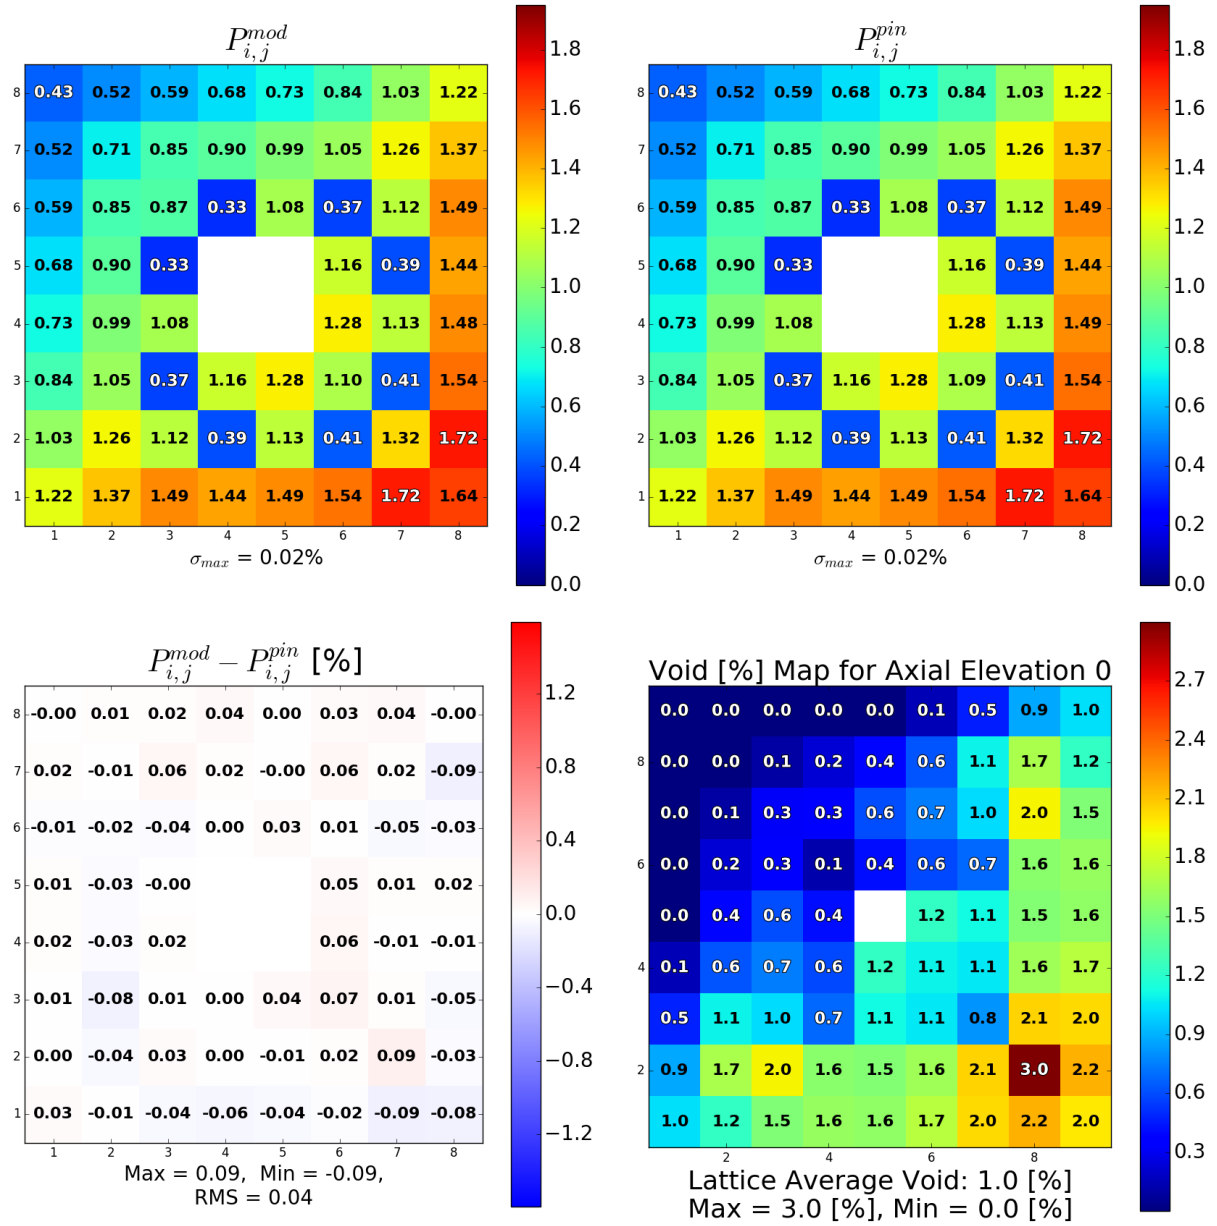 P_{i,j}^{mod}
8 0.43 0.52 0.59 0.68 0.73 0.84 1.03 1.22
7 0.52 0.71 0.85 0.90 0.99 1.05 1.26 1.37
6 0.59 0.85 0.87 0.33 1.08 0.37 1.12 1.49
5 0.68 0.90 0.33 1.16 0.39 1.44
4 0.73 0.99 1.08 1.28 1.13 1.48
3 0.84 1.05 0.37 1.16 1.28 1.10 0.41 1.54
2 1.03 1.26 1.12 0.39 1.13 0.41 1.32 1.72
1 1.22 1.37 1.49 1.44 1.49 1.54 1.72 1.64
1 2 3 4 5 6 7 8
σ_{max} = 0.02%
1.8
1.6
1.4
1.2
1.0
0.8
0.6
0.4
0.2
0.0
P_{i,j}^{pin}
8 0.43 0.52 0.59 0.68 0.73 0.84 1.03 1.22
7 0.52 0.71 0.85 0.90 0.99 1.05 1.26 1.37
6 0.59 0.85 0.87 0.33 1.08 0.37 1.12 1.49
5 0.68 0.90 0.33 1.16 0.39 1.44
4 0.73 0.99 1.08 1.28 1.13 1.49
3 0.84 1.05 0.37 1.16 1.28 1.09 0.41 1.54
2 1.03 1.26 1.12 0.39 1.13 0.41 1.32 1.72
1 1.22 1.37 1.49 1.44 1.49 1.54 1.72 1.64
1 2 3 4 5 6 7 8
σ_{max} = 0.02%
1.8
1.6
1.4
1.2
1.0
0.8
0.6
0.4
0.2
0.0
P_{i,j}^{mod} − P_{i,j}^{pin} [%]
8 -0.00 0.01 0.02 0.04 0.00 0.03 0.04 -0.00
7 0.02 -0.01 0.06 0.02 -0.00 0.06 0.02 -0.09
6 -0.01 -0.02 -0.04 0.00 0.03 0.01 -0.05 -0.03
5 0.01 -0.03 -0.00 0.05 0.01 0.02
4 0.02 -0.03 0.02 0.06 -0.01 -0.01
3 0.01 -0.08 0.01 0.00 0.04 0.07 0.01 -0.05
2 0.00 -0.04 0.03 0.00 -0.01 0.02 0.09 -0.03
1 0.03 -0.01 -0.04 -0.06 -0.04 -0.02 -0.09 -0.08
1 2 3 4 5 6 7 8
Max = 0.09, Min = -0.09,
RMS = 0.04
1.2
0.8
0.4
0.0
−0.4
−0.8
−1.2
Void [%] Map for Axial Elevation 0
0.0 0.0 0.0 0.0 0.0 0.1 0.5 0.9 1.0
8 0.0 0.0 0.1 0.2 0.4 0.6 1.1 1.7 1.2
0.0 0.1 0.3 0.3 0.6 0.7 1.0 2.0 1.5
6 0.0 0.2 0.3 0.1 0.4 0.6 0.7 1.6 1.6
0.0 0.4 0.6 0.4 1.2 1.1 1.5 1.6
4 0.1 0.6 0.7 0.6 1.2 1.1 1.1 1.6 1.7
0.5 1.1 1.0 0.7 1.1 1.1 0.8 2.1 2.0
2 0.9 1.7 2.0 1.6 1.5 1.6 2.1 3.0 2.2
1.0 1.2 1.5 1.6 1.6 1.7 2.0 2.2 2.0
2 4 6 8
Lattice Average Void: 1.0 [%]
Max = 3.0 [%], Min = 0.0 [%]
2.7
2.4
2.1
1.8
1.5
1.2
0.9
0.6
0.3